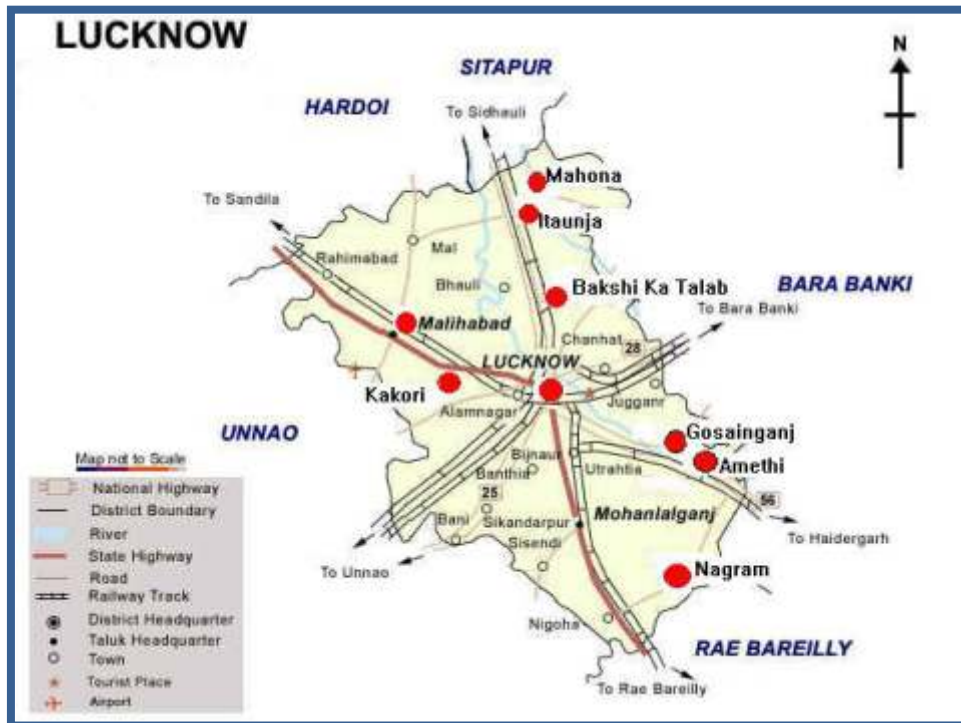 LUCKNOW
N
SITAPUR
HARDOI
To Sidhauli
Mahona
To Sandila
Itaunja
Mal
Rahimabad
Bhauli
BARA BANKI
Bakshi Ka Talab
To Bara Banki
Malihabad
Chanhat
28
LUCKNOW
Kakori
Alamnagar
Jugganr
UNNAO
Gosainganj
Bijnaur
Utrahtia
Amethi
Banthia
25
56
Mohanlalganj
Bani
Sikandarpur
Sisendi
To Haidergarh
To Unnao
Nagram
Nigoha
RAE BAREILLY
To Rae Bareilly
Map not to Scale
National Highway
District Boundary
River
State Highway
Road
Railway Track
District Headquarter
Taluk Headquarter
Town
Tourist Place
Airport